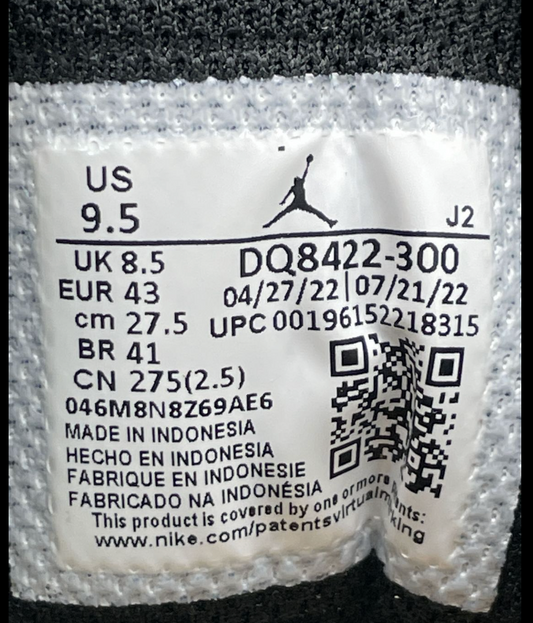 US
9.5
J2
UK 8.5
DQ8422-300
EUR 43
04/27/22|07/21/22
cm 27.5
UPC 00196152218315
BR 41
CN 275(2.5)
046M8N8Z69AE6
MADE IN INDONESIA
HECHO EN INDONESIA
FABRIQUE EN INDONESIE
FABRICADO NA INDONÉSIA
This product is covered by one or more
www.nike.com/patentsvirtualmarking